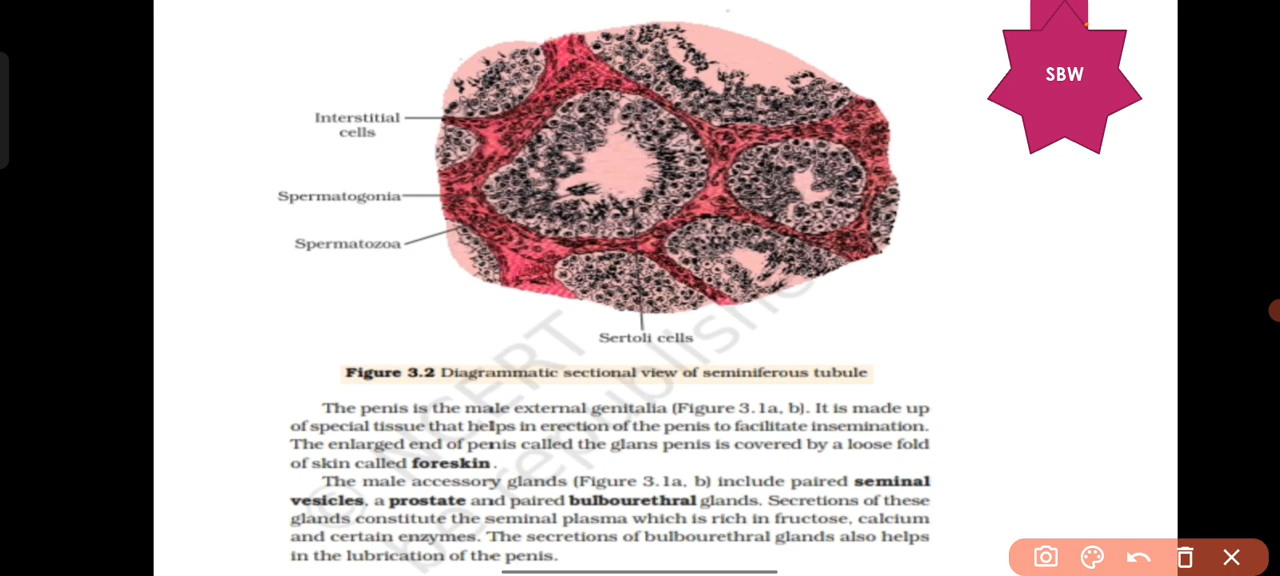 SBW
Interstitial
cells
Spermatogonia
Spermatozoa
Sertoli cells
Figure 3.2 Diagrammatic sectional view of seminiferous tubule
The penis is the male external genitalia (Figure 3.1a, b). It is made up
of special tissue that helps in erection of the penis to facilitate insemination.
The enlarged end of penis called the glans penis is covered by a loose fold
of skin called foreskin.
The male accessory glands (Figure 3.1a, b) include paired seminal
vesicles, a prostate and paired bulbourethral glands. Secretions of these
glands constitute the seminal plasma which is rich in fructose, calcium
and certain enzymes. The secretions of bulbourethral glands also helps
in the lubrication of the penis.
© NCERT
be republished